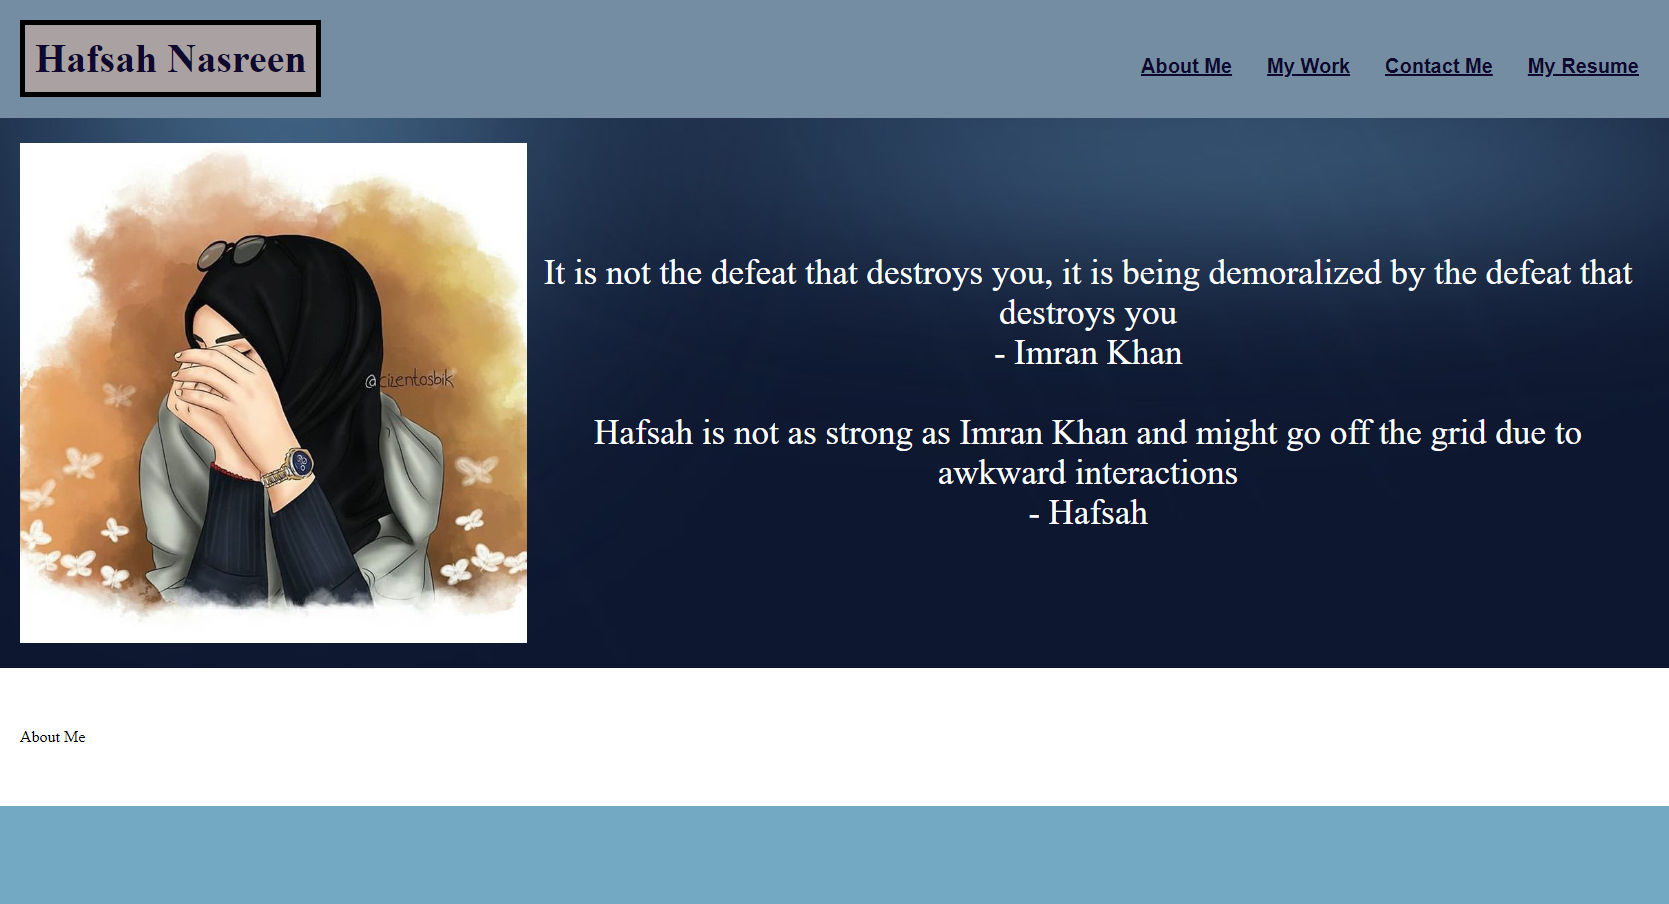 Hafsah Nasreen
About Me
My Work
Contact Me
My Resume
@cizentosbik
It is not the defeat that destroys you, it is being demoralized by the defeat that
destroys you
- Imran Khan
Hafsah is not as strong as Imran Khan and might go off the grid due to
awkward interactions
- Hafsah
About Me